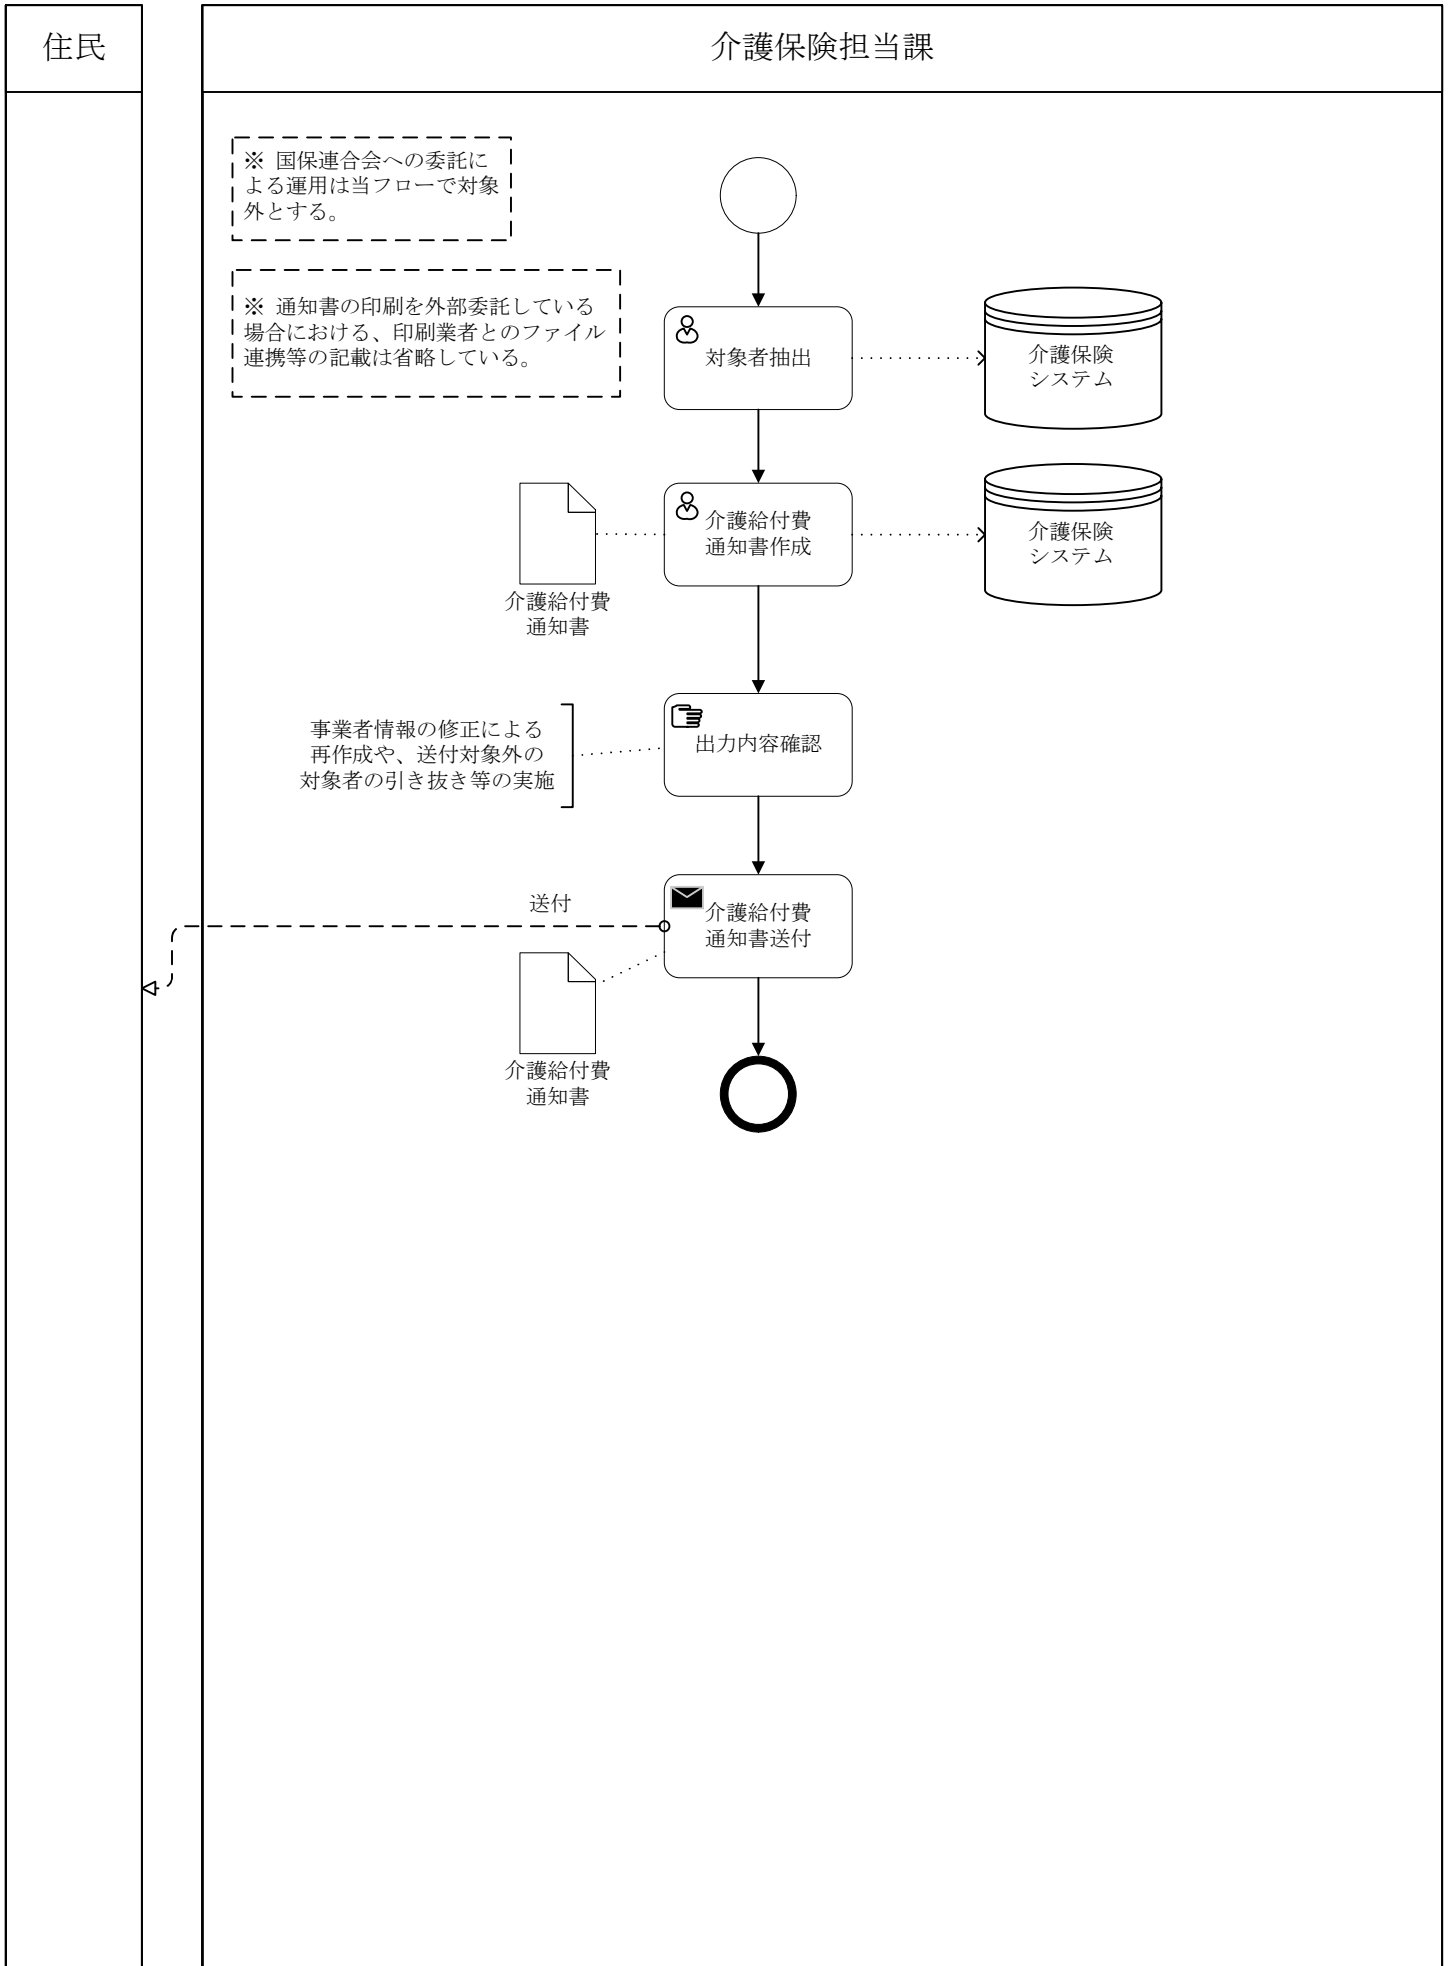 住民
介護保険担当課
※ 国保連合会への委託に
よる運用は当フローで対象
外とする。
※ 通知書の印刷を外部委託している
場合における、印刷業者とのファイル
連携等の記載は省略している。
対象者抽出
介護保険
システム
介護給付費
通知書作成
介護保険
システム
介護給付費
通知書
事業者情報の修正による
再作成や、送付対象外の
対象者の引き抜き等の実施
出力内容確認
送付
介護給付費
通知書送付
介護給付費
通知書